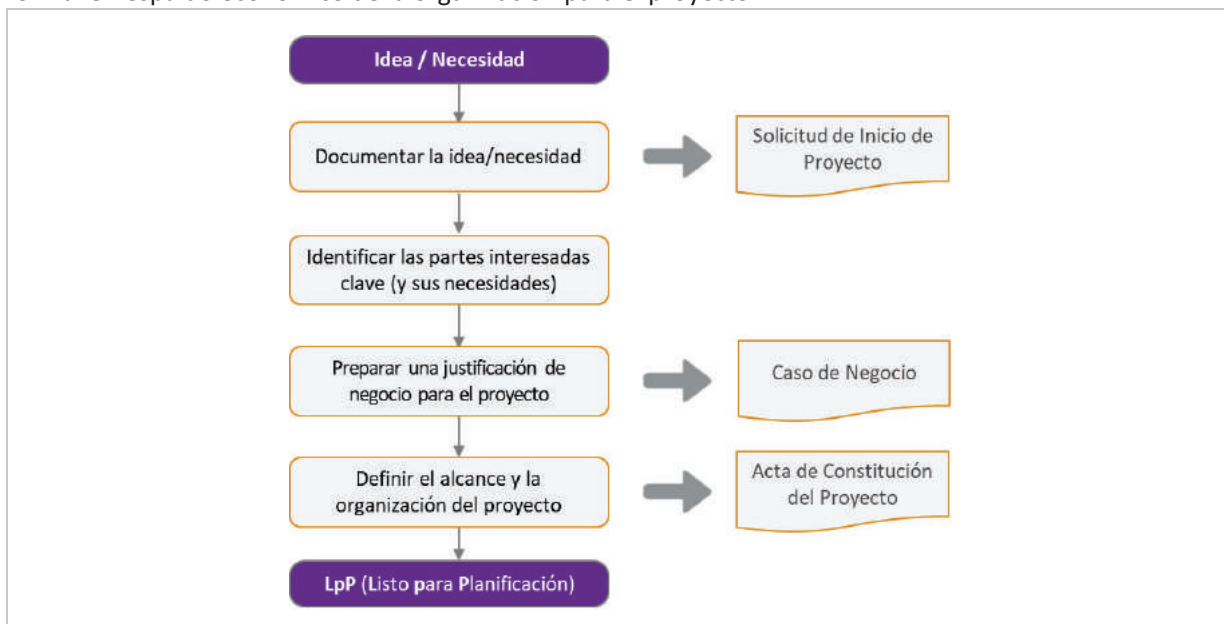 Idea / Necesidad
Documentar la idea/necesidad
Solicitud de Inicio de
Proyecto
Identificar las partes interesadas
clave (y sus necesidades)
Preparar una justificación de
negocio para el proyecto
Caso de Negocio
Definir el alcance y la
organización del proyecto
Acta de Constitución
del Proyecto
LpP (Listo para Planificación)